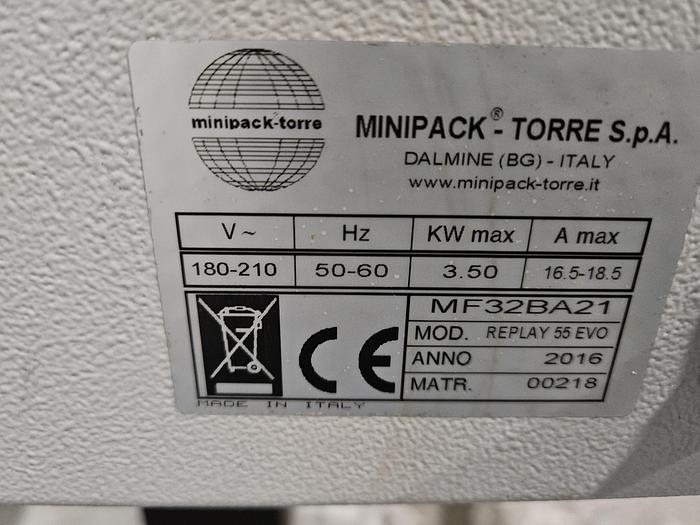 minipack-torre
MINIPACK® - TORRE S.p.A.
DALMINE (BG) - ITALY
www.minipack-torre.it
V~ Hz KW max A max
180-210 50-60 3.50 16.5-18.5
MF32BA21
MOD. REPLAY 55 EVO
ANNO 2016
MATR. 00218
CE
MADE IN ITALY